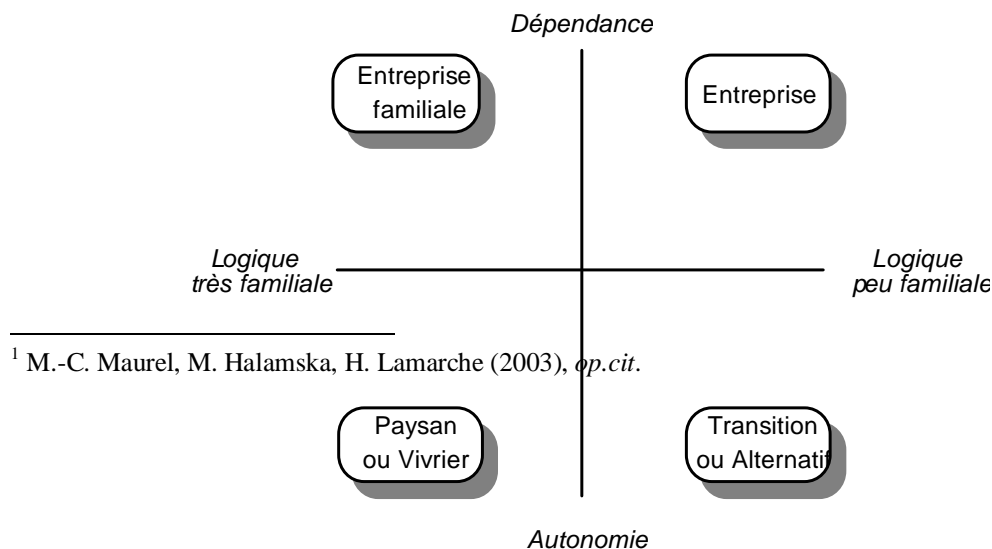 Dépendance
Entreprise
familiale
Entreprise
Logique
très familiale
Logique
peu familiale
1 M.-C. Maurel, M. Halamska, H. Lamarche (2003), op.cit.
Paysan
ou Vivrier
Transition
ou Alternatif
Autonomie